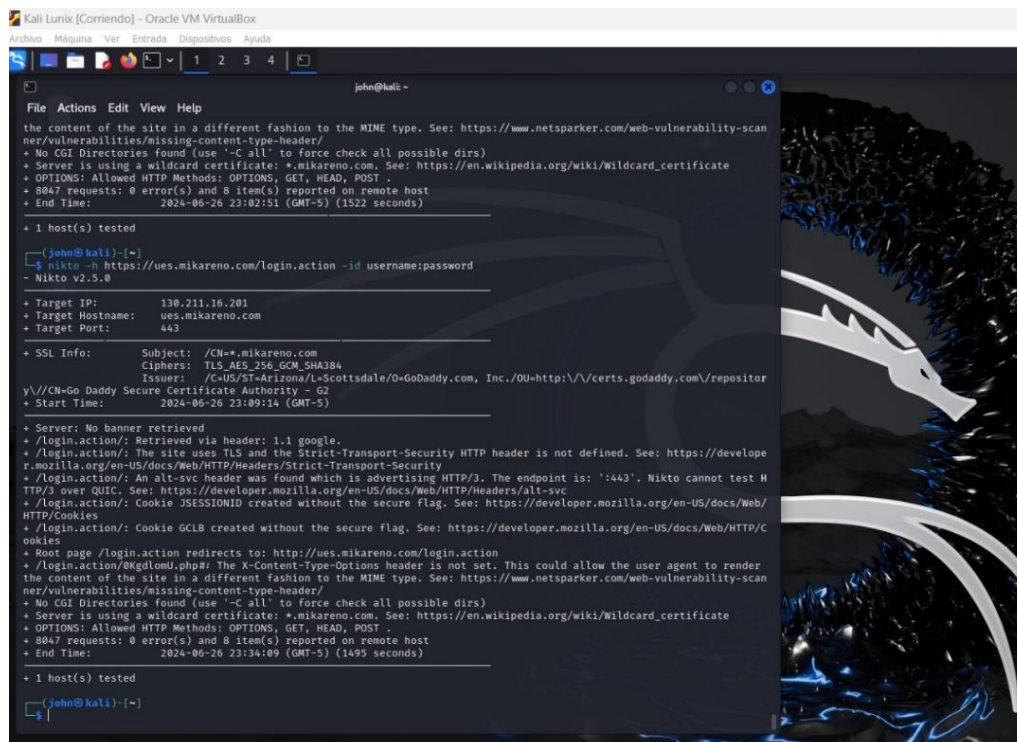 Kali Lunix [Corriendo] - Oracle VM VirtualBox
Archivo Máquina Ver Entrada Dispositivos Ayuda
1 2 3 4
john@kali: ~
File Actions Edit View Help
the content of the site in a different fashion to the MIME type. See: https://www.netsparker.com/web-vulnerability-scan
ner/vulnerabilities/missing-content-type-header/
+ No CGI Directories found (use '-C all' to force check all possible dirs)
+ Server is using a wildcard certificate: *.mikareno.com. See: https://en.wikipedia.org/wiki/Wildcard_certificate
+ OPTIONS: Allowed HTTP Methods: OPTIONS, GET, HEAD, POST .
+ 8047 requests: 0 error(s) and 8 item(s) reported on remote host
+ End Time: 2024-06-26 23:02:51 (GMT-5) (1522 seconds)
+ 1 host(s) tested
(john㉿kali)-[~]
$ nikto -h https://ues.mikareno.com/login.action -id username:password
- Nikto v2.5.0
+ Target IP: 130.211.16.201
+ Target Hostname: ues.mikareno.com
+ Target Port: 443
+ SSL Info: Subject: /CN=*.mikareno.com
Ciphers: TLS_AES_256_GCM_SHA384
Issuer: /C=US/ST=Arizona/L=Scottsdale/O=GoDaddy.com, Inc./OU=http:\/\/certs.godaddy.com\/repositor
y\//CN=Go Daddy Secure Certificate Authority - G2
+ Start Time: 2024-06-26 23:09:14 (GMT-5)
+ Server: No banner retrieved
+ /login.action/: Retrieved via header: 1.1 google.
+ /login.action/: The site uses TLS and the Strict-Transport-Security HTTP header is not defined. See: https://develope
r.mozilla.org/en-US/docs/Web/HTTP/Headers/Strict-Transport-Security
+ /login.action/: An alt-svc header was found which is advertising HTTP/3. The endpoint is: ':443'. Nikto cannot test H
TTP/3 over QUIC. See: https://developer.mozilla.org/en-US/docs/Web/HTTP/Headers/alt-svc
+ /login.action/: Cookie JSESSIONID created without the secure flag. See: https://developer.mozilla.org/en-US/docs/Web/
HTTP/Cookies
+ /login.action/: Cookie GCLB created without the secure flag. See: https://developer.mozilla.org/en-US/docs/Web/HTTP/C
ookies
+ Root page /login.action redirects to: http://ues.mikareno.com/login.action
+ /login.action/0KgdlomU.php#: The X-Content-Type-Options header is not set. This could allow the user agent to render
the content of the site in a different fashion to the MIME type. See: https://www.netsparker.com/web-vulnerability-scan
ner/vulnerabilities/missing-content-type-header/
+ No CGI Directories found (use '-C all' to force check all possible dirs)
+ Server is using a wildcard certificate: *.mikareno.com. See: https://en.wikipedia.org/wiki/Wildcard_certificate
+ OPTIONS: Allowed HTTP Methods: OPTIONS, GET, HEAD, POST .
+ 8047 requests: 0 error(s) and 8 item(s) reported on remote host
+ End Time: 2024-06-26 23:34:09 (GMT-5) (1495 seconds)
+ 1 host(s) tested
(john㉿kali)-[~]
$